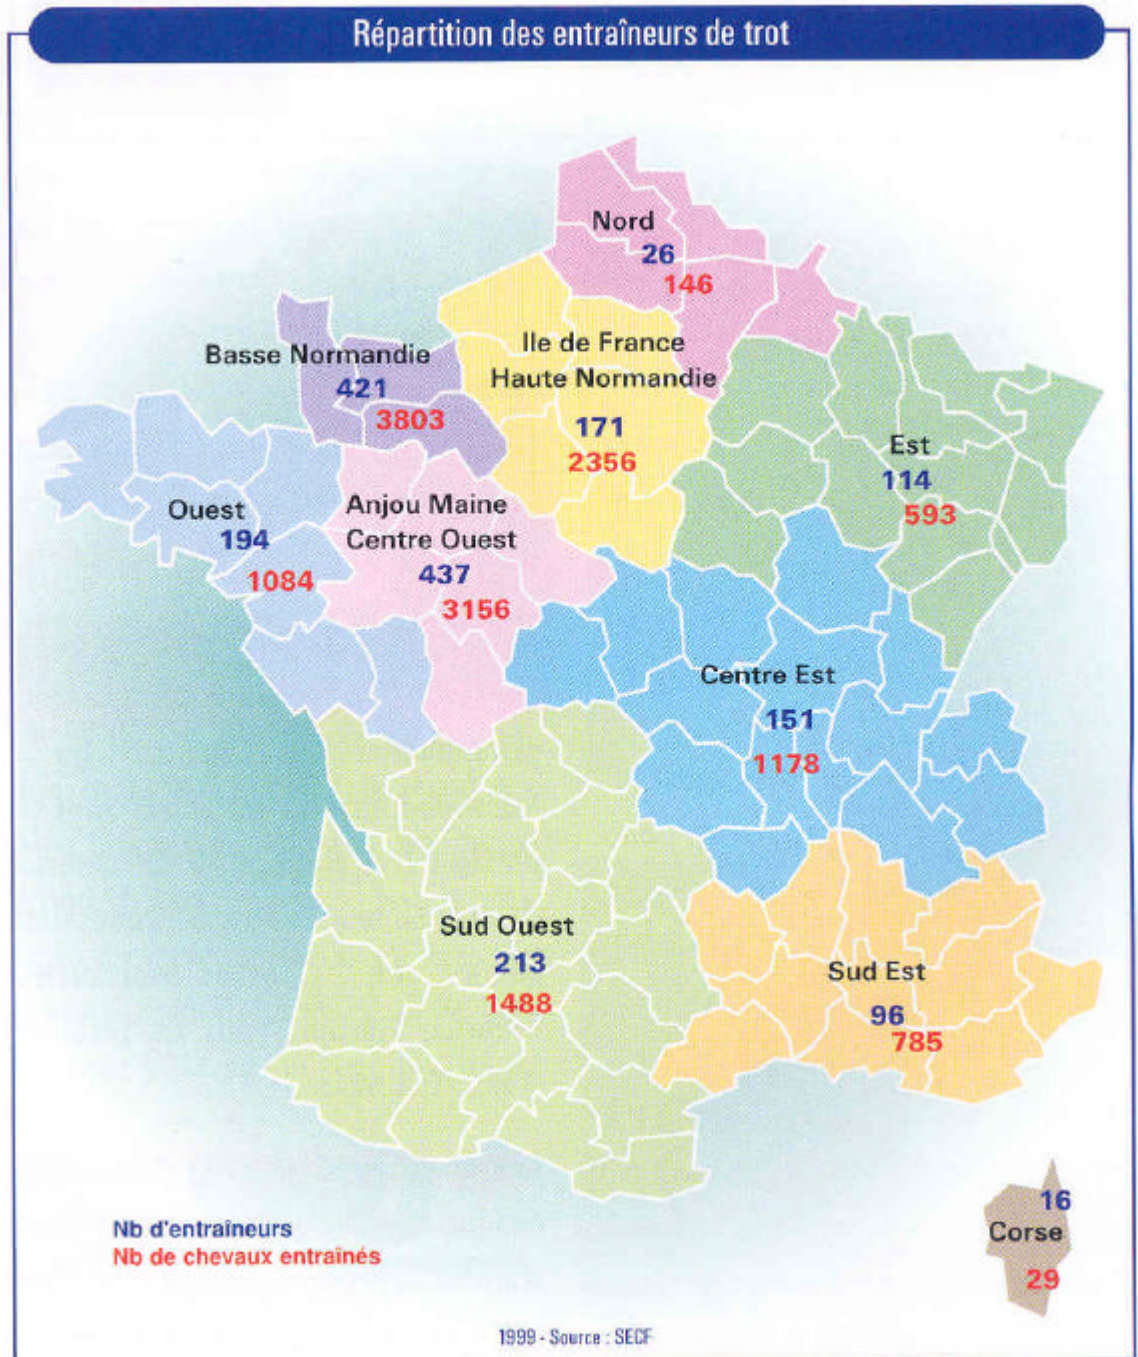 Répartition des entraîneurs de trot
Nord
26
146
Ile de France
Haute Normandie
171
2356
Basse Normandie
421
3803
Est
114
593
Ouest
194
1084
Anjou Maine
Centre Ouest
437
3156
Centre Est
151
1178
Sud Ouest
213
1488
Sud Est
96
785
16
Corse
29
Nb d'entraîneurs
Nb de chevaux entraînés
1999 - Source : SECF